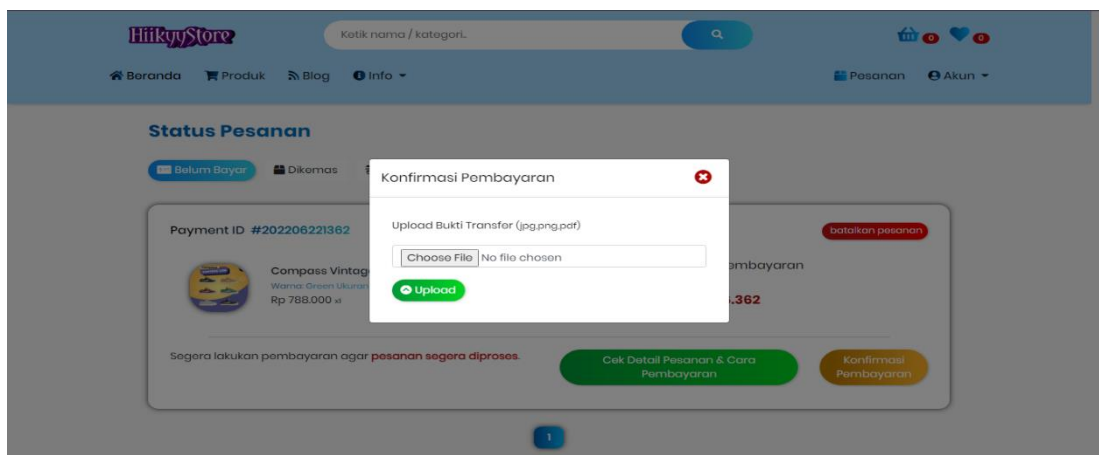 HiikyyStore
Ketik nama / kategori..
0 0
Beranda Produk Blog Info Pesanan Akun
Status Pesanan
Belum Bayar Dikemas
Konfirmasi Pembayaran
Payment ID #202206221362
Upload Bukti Transfer (jpg,png,pdf)
batalkan pesanan
Choose File No file chosen
Compass Vintag
Warna: Green Ukuran
Rp 788.000 x1
embayaran
.362
Upload
Segera lakukan pembayaran agar pesanan segera diproses.
Cek Detail Pesanan & Cara
Pembayaran
Konfirmasi
Pembayaran
1